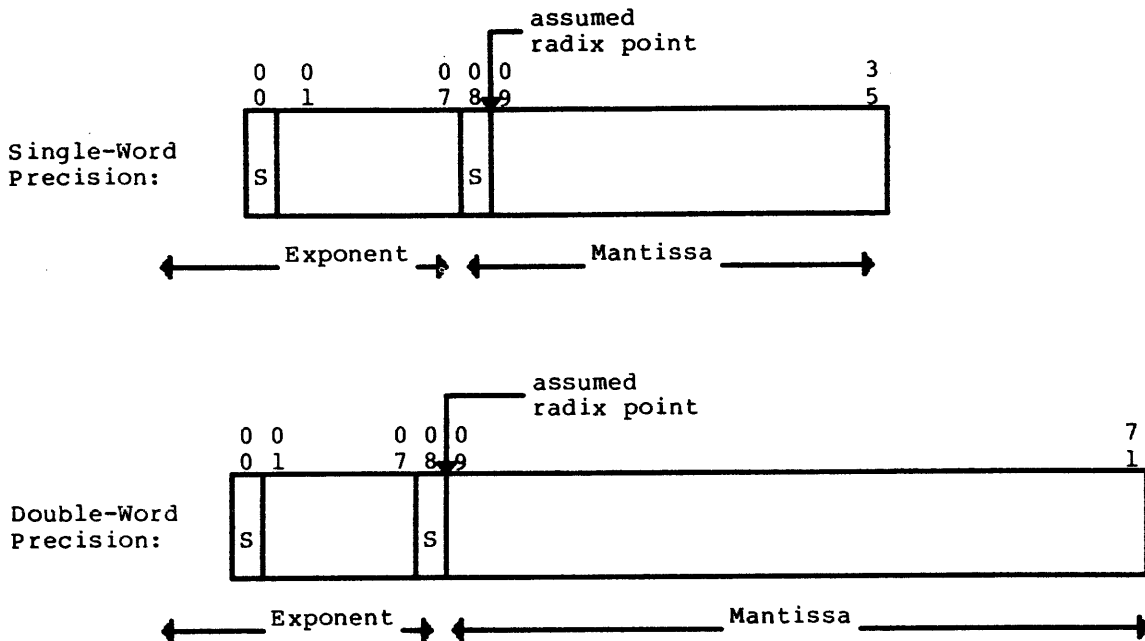 assumed
radix point
0 0 0 0 0 3
0 1 7 8 9 5
Single-Word
Precision:
S S
Exponent Mantissa
assumed
radix point
0 0 0 0 0 7
0 1 7 8 9 1
Double-Word
Precision:
S S
Exponent Mantissa